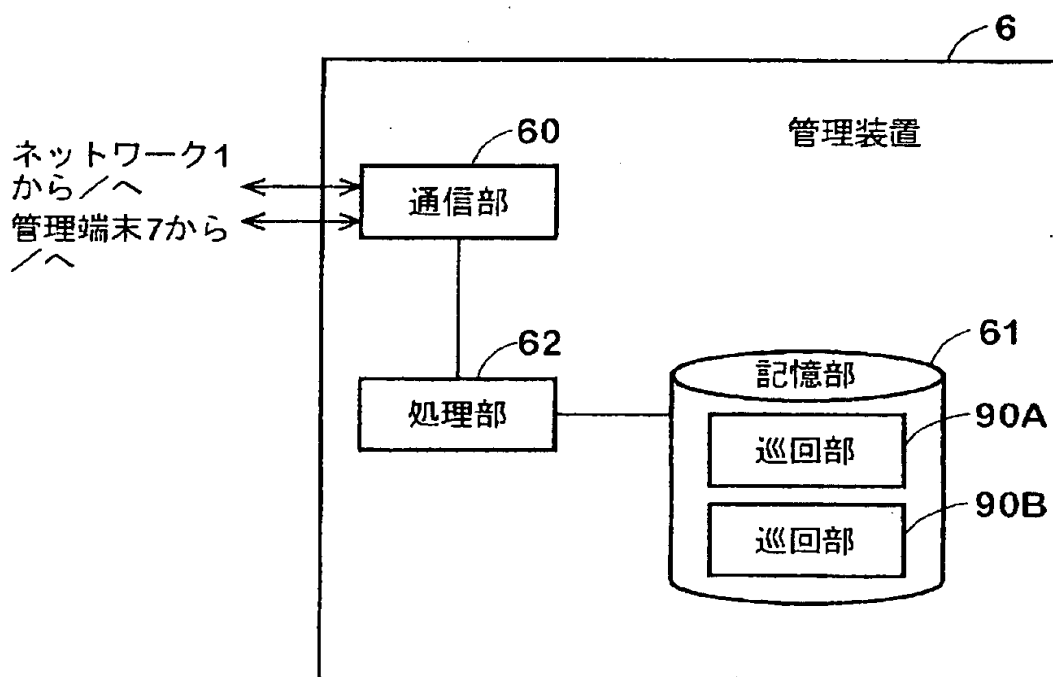 6
管理装置
60
ネットワーク1
から／へ
通信部
管理端末7から
／へ
62
61
記憶部
処理部
90A
巡回部
90B
巡回部